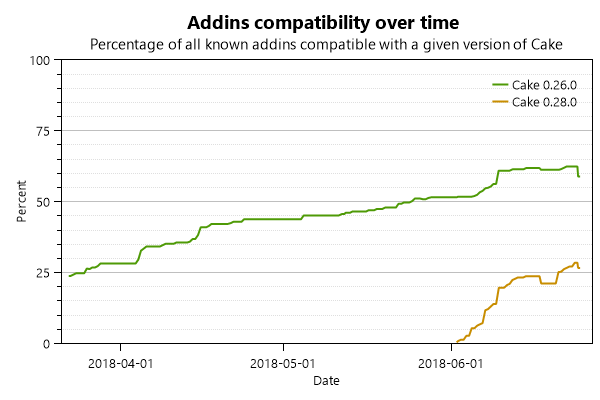 Addins compatibility over time
Percentage of all known addins compatible with a given version of Cake
100
Cake 0.26.0
Cake 0.28.0
75
Percent
50
25
0
2018-04-01
2018-05-01
2018-06-01
Date